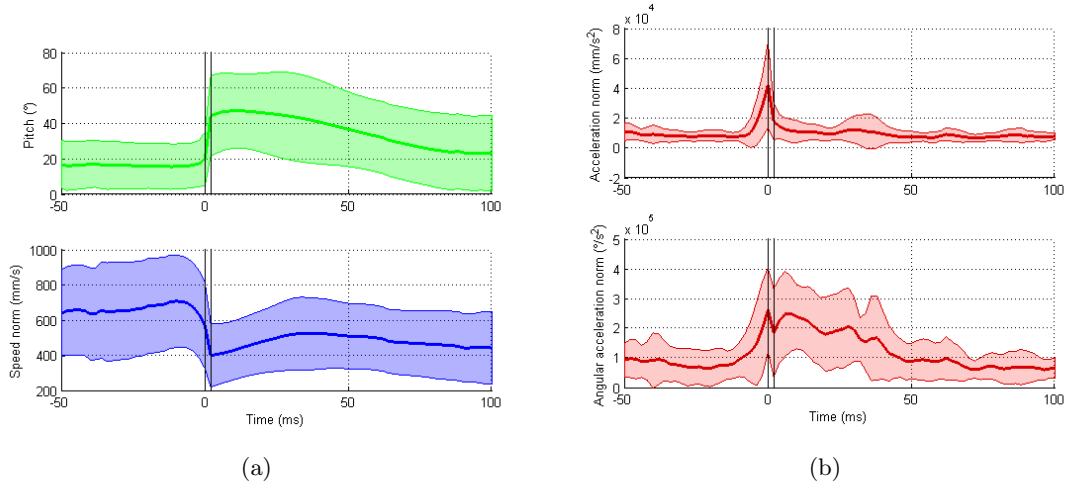 80
60
40
20
0
Pitch (°)
-50 0 50 100
1000
800
600
400
200
Speed norm (mm/s)
-50 0 50 100
Time (ms)
(a)
x 10^4
8
6
4
2
0
-2
Acceleration norm (mm/s²)
-50 0 50 100
x 10^5
5
4
3
2
1
0
Angular acceleration norm (°/s²)
-50 0 50 100
Time (ms)
(b)